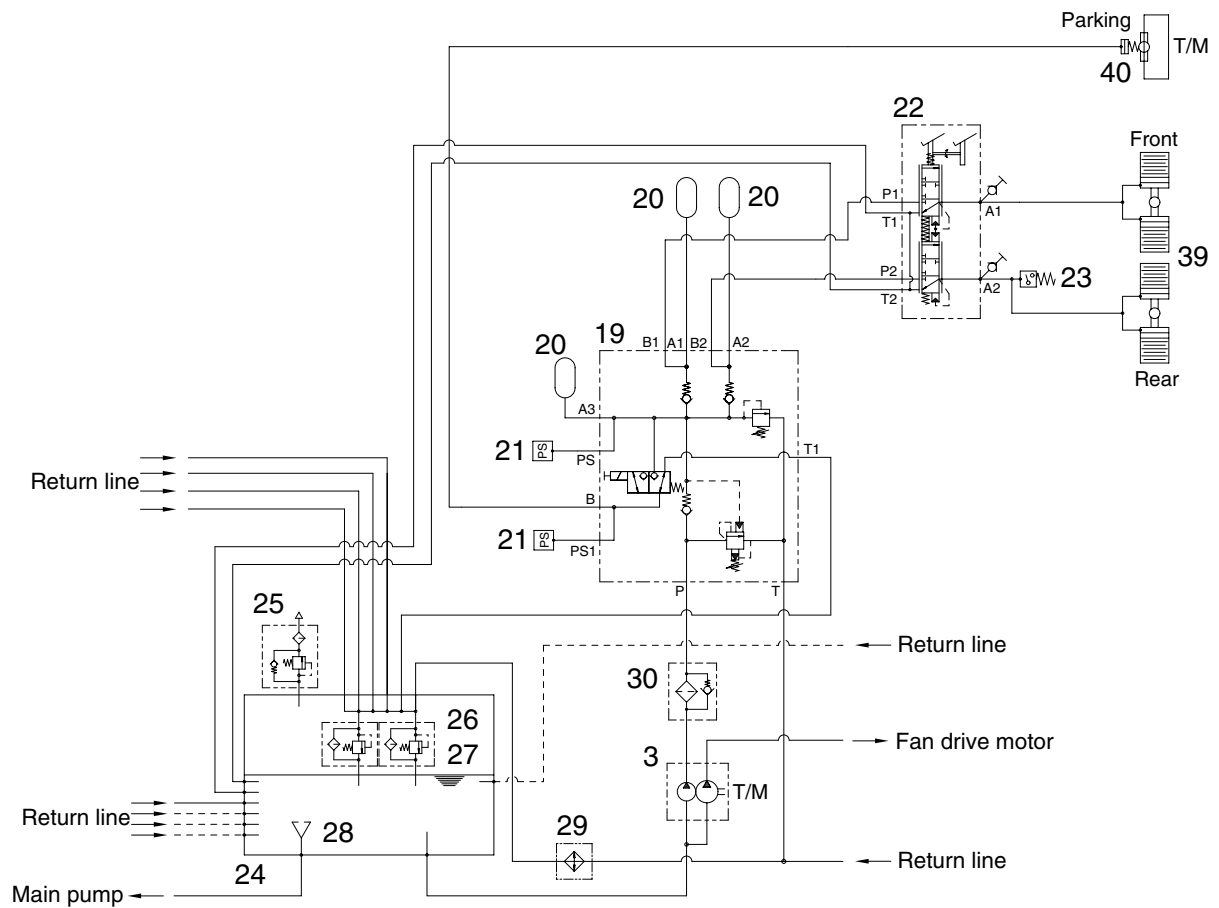 Parking
T/M
40
22
Front
20
20
P1
A1
T1
39
P2
23
A2
T2
19
B1
A1
B2
A2
20
Rear
A3
T1
21
PS
PS
Return line
B
21
PS
PS1
P
T
25
Return line
30
26
Fan drive motor
27
3
T/M
Return line
28
29
Return line
24
Main pump